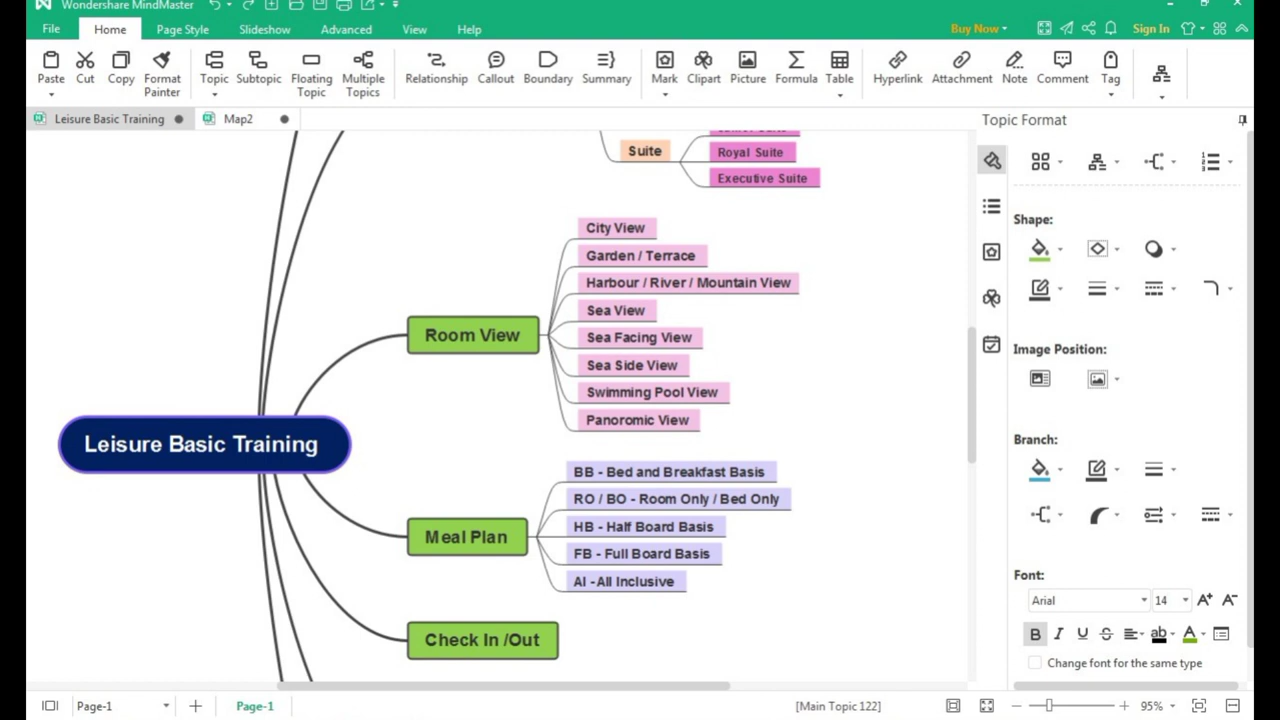 Wondershare MindMaster
File
Home
Page Style
Slideshow
Advanced
View
Help
Buy Now
Sign In
Paste
Cut
Copy
Format Painter
Topic
Subtopic
Floating Topic
Multiple Topics
Relationship
Callout
Boundary
Summary
Mark
Clipart
Picture
Formula
Table
Hyperlink
Attachment
Note
Comment
Tag
Leisure Basic Training
Map2
Topic Format
Suite
Royal Suite
Executive Suite
Room View
City View
Garden / Terrace
Harbour / River / Mountain View
Sea View
Sea Facing View
Sea Side View
Swimming Pool View
Panoromic View
Leisure Basic Training
Meal Plan
BB - Bed and Breakfast Basis
RO / BO - Room Only / Bed Only
HB - Half Board Basis
FB - Full Board Basis
AI -All Inclusive
Check In /Out
Shape:
Image Position:
Branch:
Font:
Arial
14
A+
A-
B I U S ab A
Change font for the same type
Page-1
Page-1
[Main Topic 122]
95%